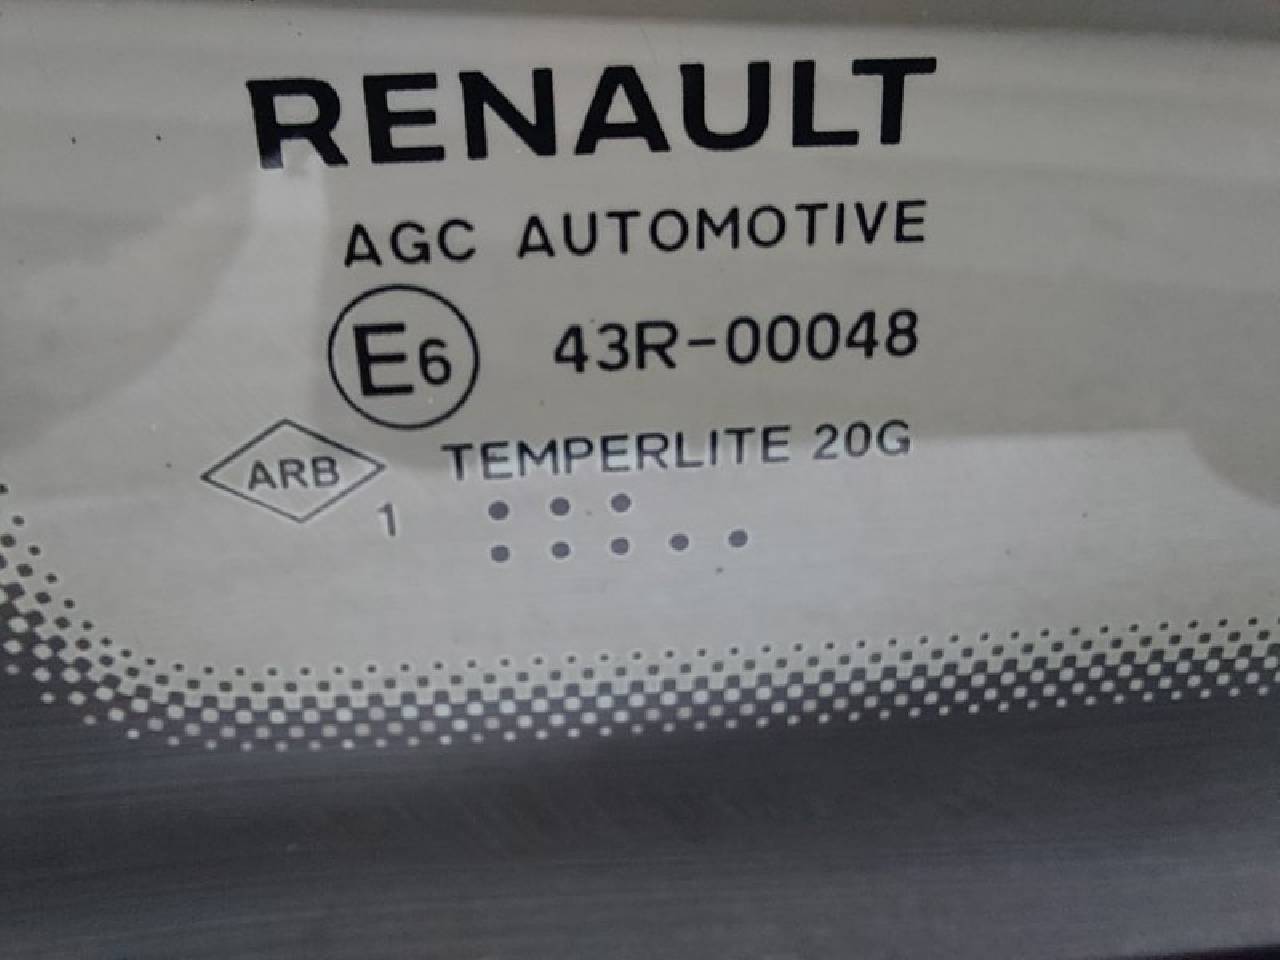 RENAULT
AGC AUTOMOTIVE
E6 43R-00048
ARB 1 TEMPERLITE 20G